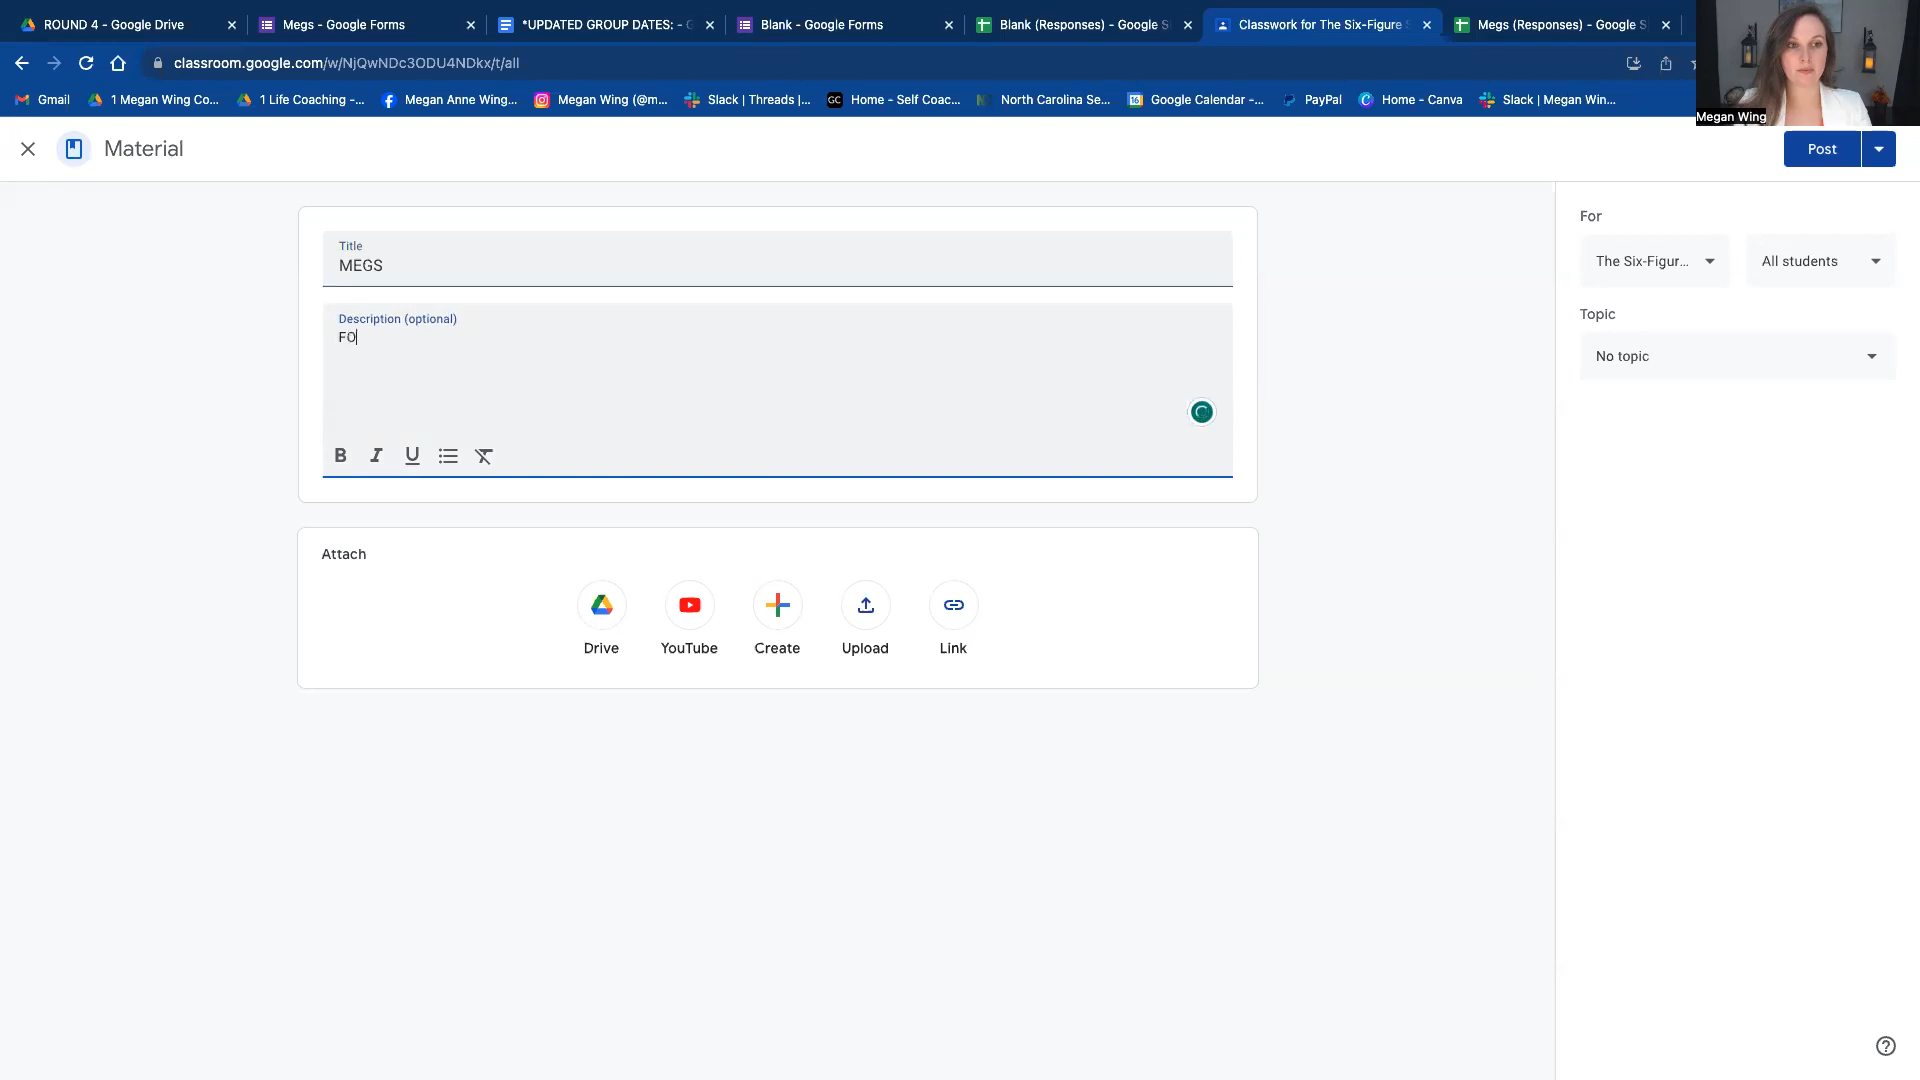 ROUND 4 - Google Drive
Megs - Google Forms
*UPDATED GROUP DATES: - G
Blank - Google Forms
Blank (Responses) - Google S
Classwork for The Six-Figure S
Megs (Responses) - Google S
classroom.google.com/w/NjQwNDc3ODU4NDkx/t/all
Gmail
1 Megan Wing Co...
1 Life Coaching -...
Megan Anne Wing...
Megan Wing (@m...
Slack | Threads |...
GC
Home - Self Coac...
North Carolina Se...
Google Calendar -...
PayPal
Home - Canva
Slack | Megan Win...
Megan Wing
Material
Post
Title
MEGS
Description (optional)
FO
B I U
Attach
Drive
YouTube
Create
Upload
Link
For
The Six-Figur...
All students
Topic
No topic